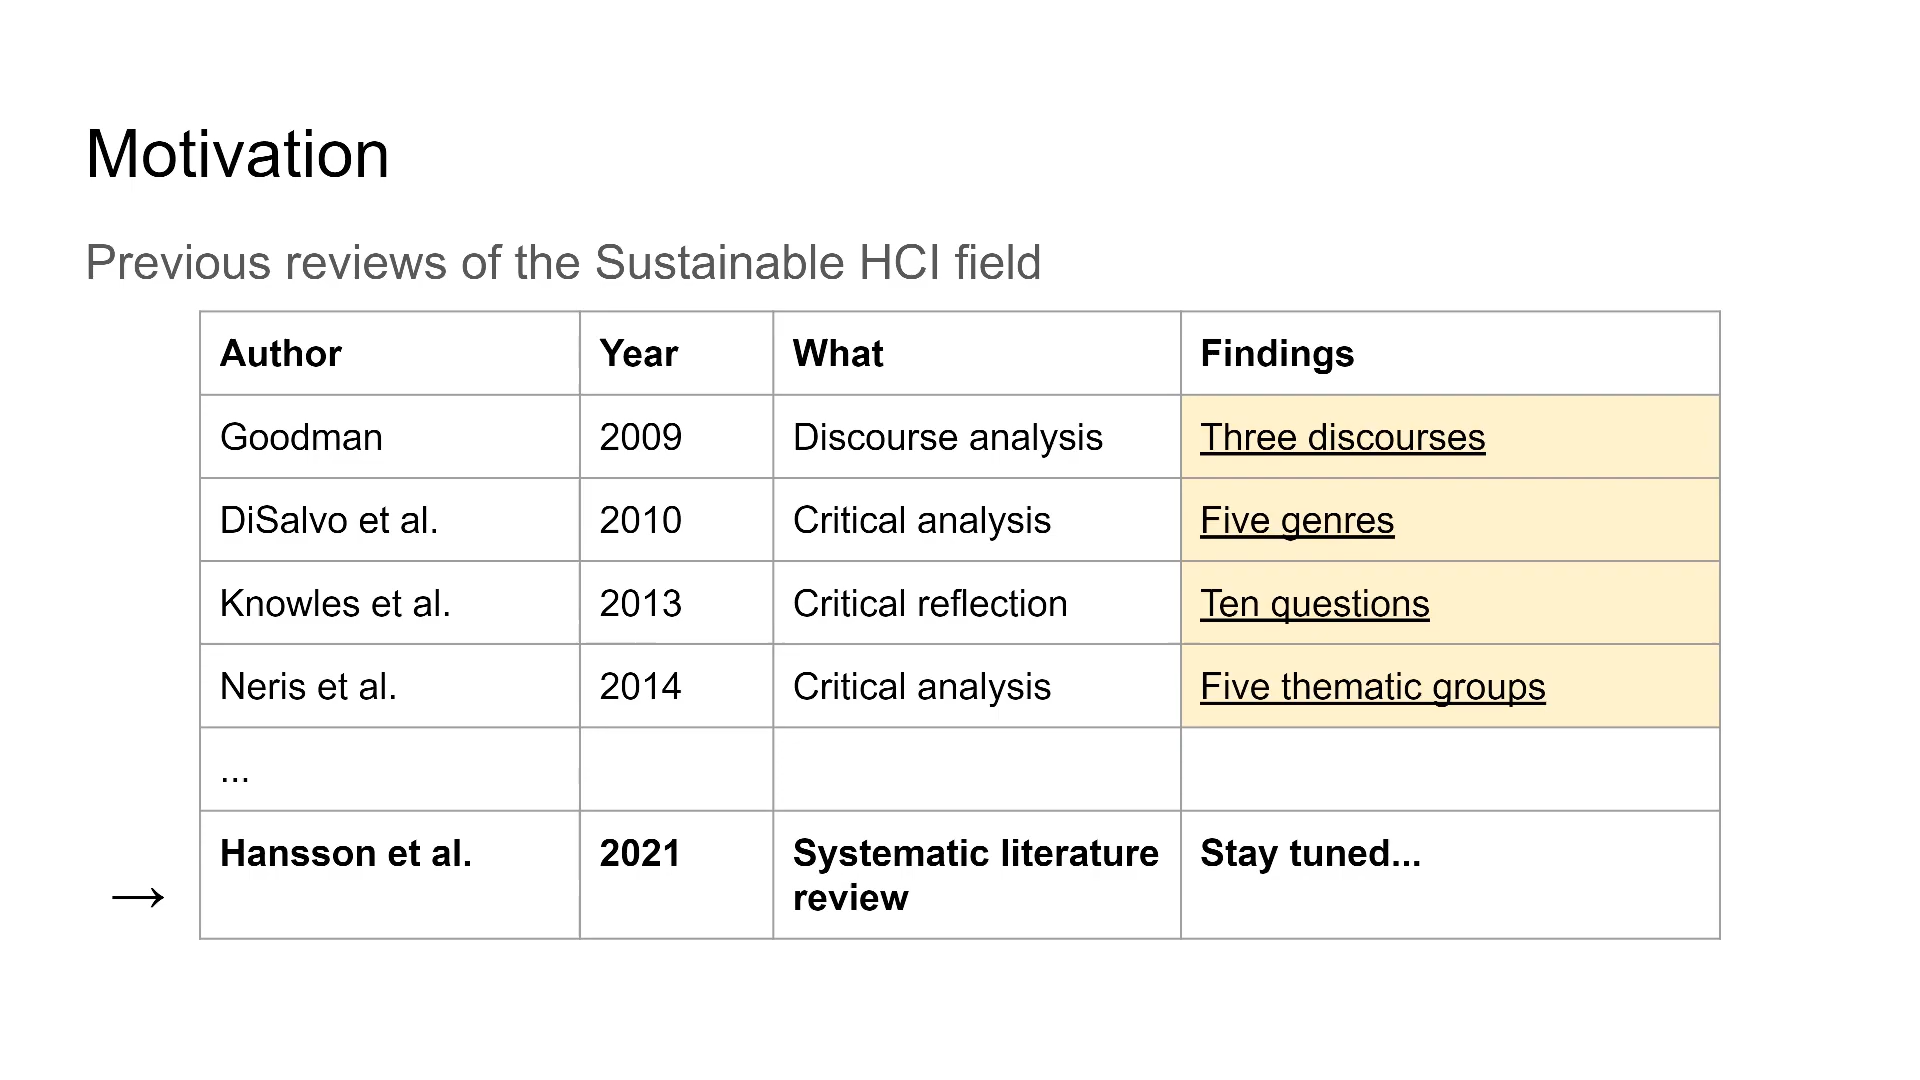 Motivation
Previous reviews of the Sustainable HCI field
Author Year What Findings
Goodman 2009 Discourse analysis Three discourses
DiSalvo et al. 2010 Critical analysis Five genres
Knowles et al. 2013 Critical reflection Ten questions
Neris et al. 2014 Critical analysis Five thematic groups
...
Hansson et al. 2021 Systematic literature Stay tuned...
→ review